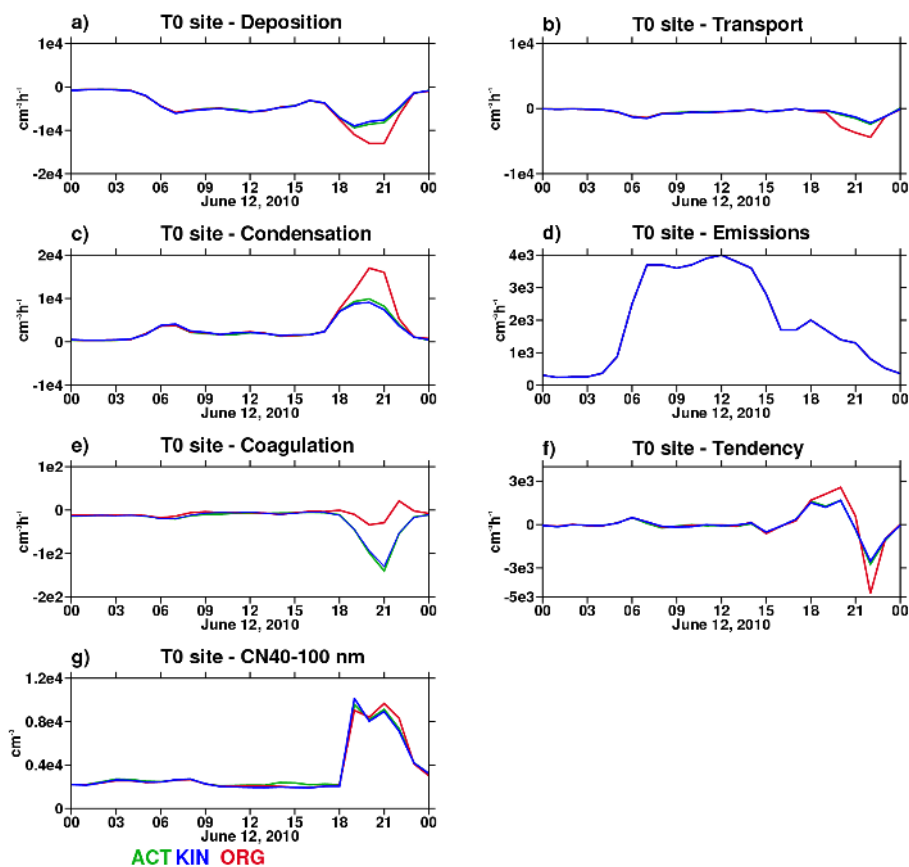 a) T0 site - Deposition
1e4
0
-1e4
-2e4
cm⁻³h⁻¹
00 03 06 09 12 15 18 21 00
June 12, 2010
b) T0 site - Transport
1e4
0
-1e4
cm⁻³h⁻¹
00 03 06 09 12 15 18 21 00
June 12, 2010
c) T0 site - Condensation
2e4
1e4
0
-1e4
cm⁻³h⁻¹
00 03 06 09 12 15 18 21 00
June 12, 2010
d) T0 site - Emissions
4e3
3e3
2e3
1e3
0
cm⁻³h⁻¹
00 03 06 09 12 15 18 21 00
June 12, 2010
e) T0 site - Coagulation
1e2
0
-1e2
-2e2
cm⁻³h⁻¹
00 03 06 09 12 15 18 21 00
June 12, 2010
f) T0 site - Tendency
3e3
0
-3e3
-5e3
cm⁻³h⁻¹
00 03 06 09 12 15 18 21 00
June 12, 2010
g) T0 site - CN40-100 nm
1.2e4
0.8e4
0.4e4
0
cm⁻³
00 03 06 09 12 15 18 21 00
June 12, 2010
ACT KIN ORG